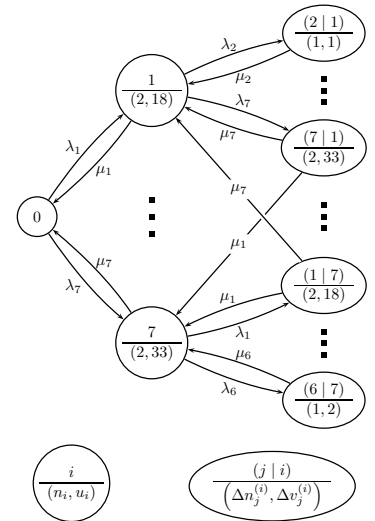 (2 | 1)
(1, 1)
λ₂
μ₂
1
(2, 18)
λ₇
μ₇
(7 | 1)
(2, 33)
λ₁
μ₁
μ₇
0
μ₁
μ₇
λ₇
(1 | 7)
(2, 18)
μ₁
λ₁
7
(2, 33)
μ₆
λ₆
(6 | 7)
(1, 2)
i
(nᵢ, uᵢ)
(j | i)
(Δn_j^{(i)}, Δv_j^{(i)})